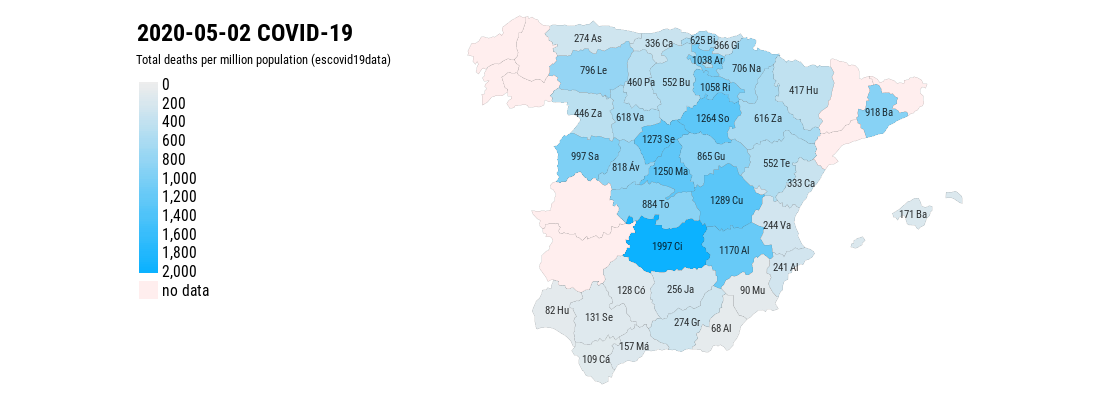 2020-05-02 COVID-19
Total deaths per million population (escovid19data)
0
200
400
600
800
1,000
1,200
1,400
1,600
1,800
2,000
no data
274 As
336 Ca
625 Bi
366 Gi
1038 Ar
706 Na
796 Le
460 Pa
552 Bu
1058 Ri
417 Hu
446 Za
618 Va
1264 So
616 Za
918 Ba
1273 Se
997 Sa
818 Áv
1250 Ma
865 Gu
552 Te
333 Ca
884 To
1289 Cu
171 Ba
244 Va
1997 Ci
1170 Al
241 Al
128 Có
256 Ja
90 Mu
82 Hu
131 Se
274 Gr
68 Al
157 Má
109 Cá